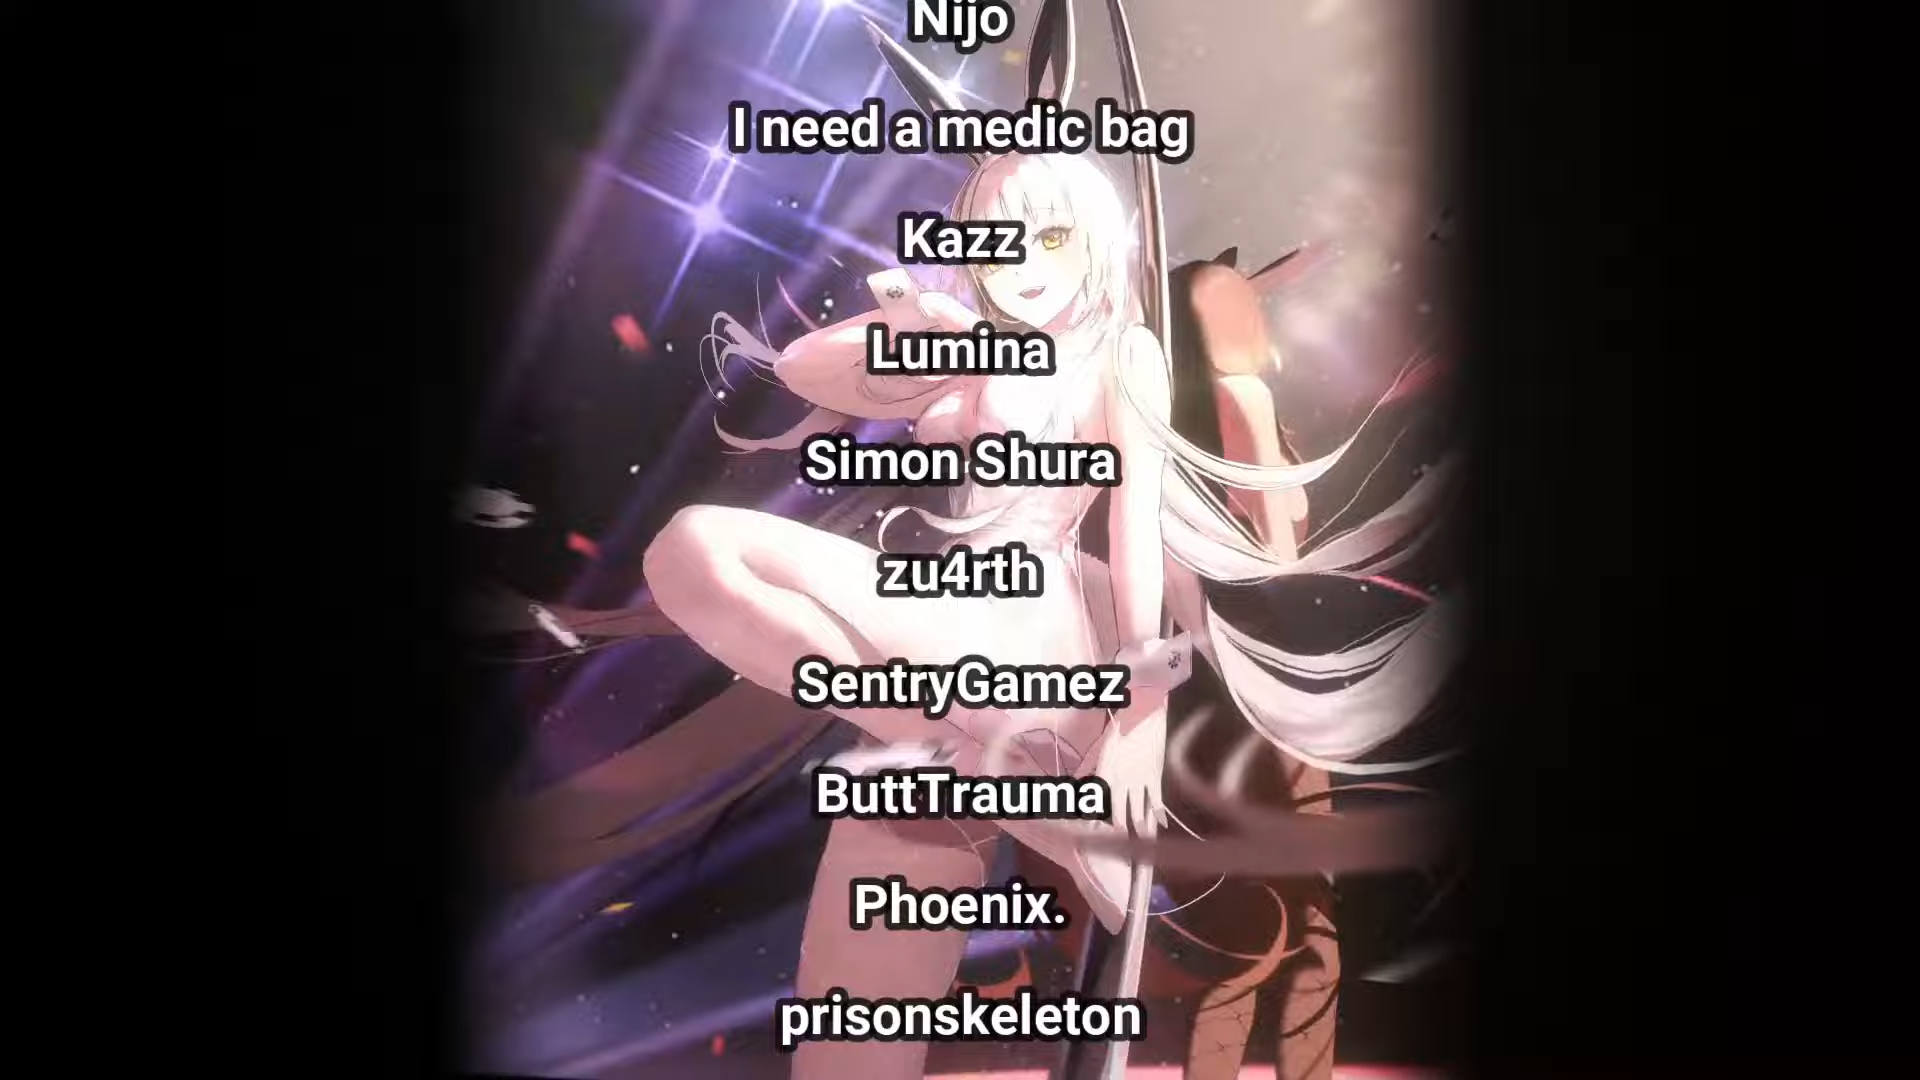 Nijo
I need a medic bag
Kazz
Lumina
Simon Shura
zu4rth
SentryGamez
ButtTrauma
Phoenix.
prisonskeleton